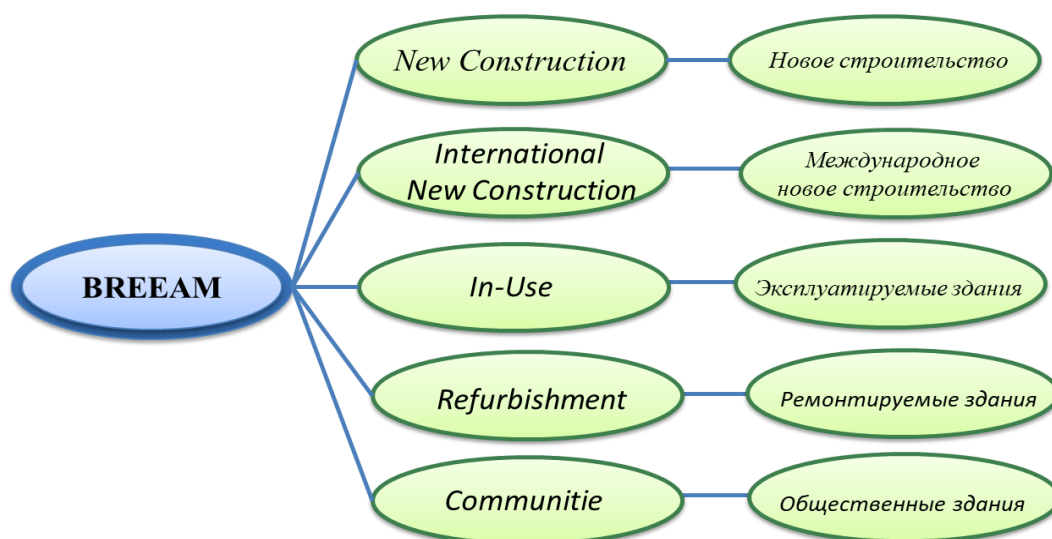 New Construction
Новое строительство
International
New Construction
Международное
новое строительство
BREEAM
In-Use
Эксплуатируемые здания
Refurbishment
Ремонтируемые здания
Communitie
Общественные здания